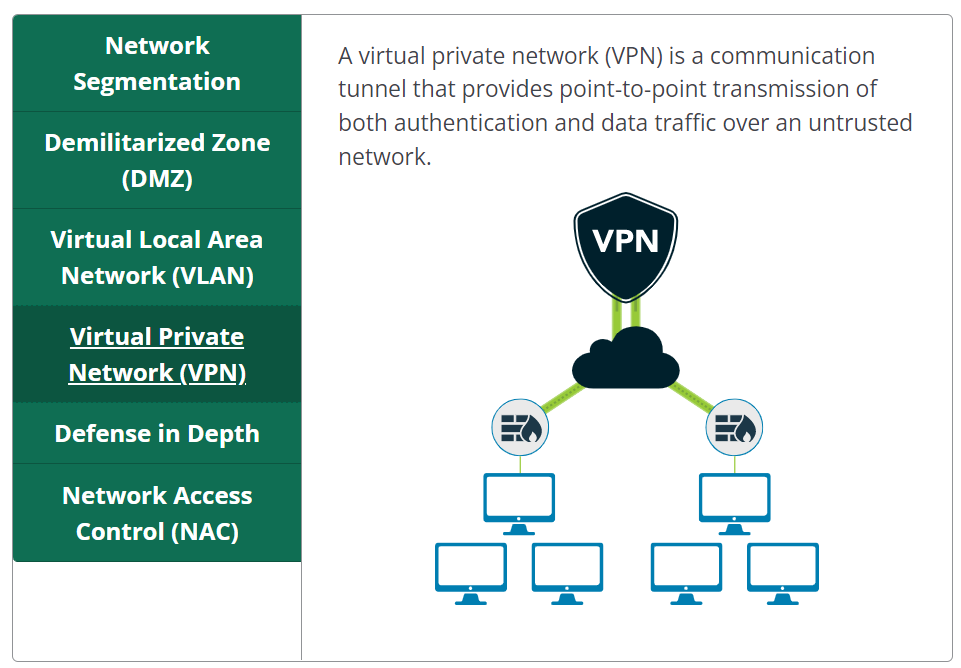 Network
Segmentation
Demilitarized Zone
(DMZ)
Virtual Local Area
Network (VLAN)
Virtual Private
Network (VPN)
Defense in Depth
Network Access
Control (NAC)
A virtual private network (VPN) is a communication
tunnel that provides point-to-point transmission of
both authentication and data traffic over an untrusted
network.
VPN